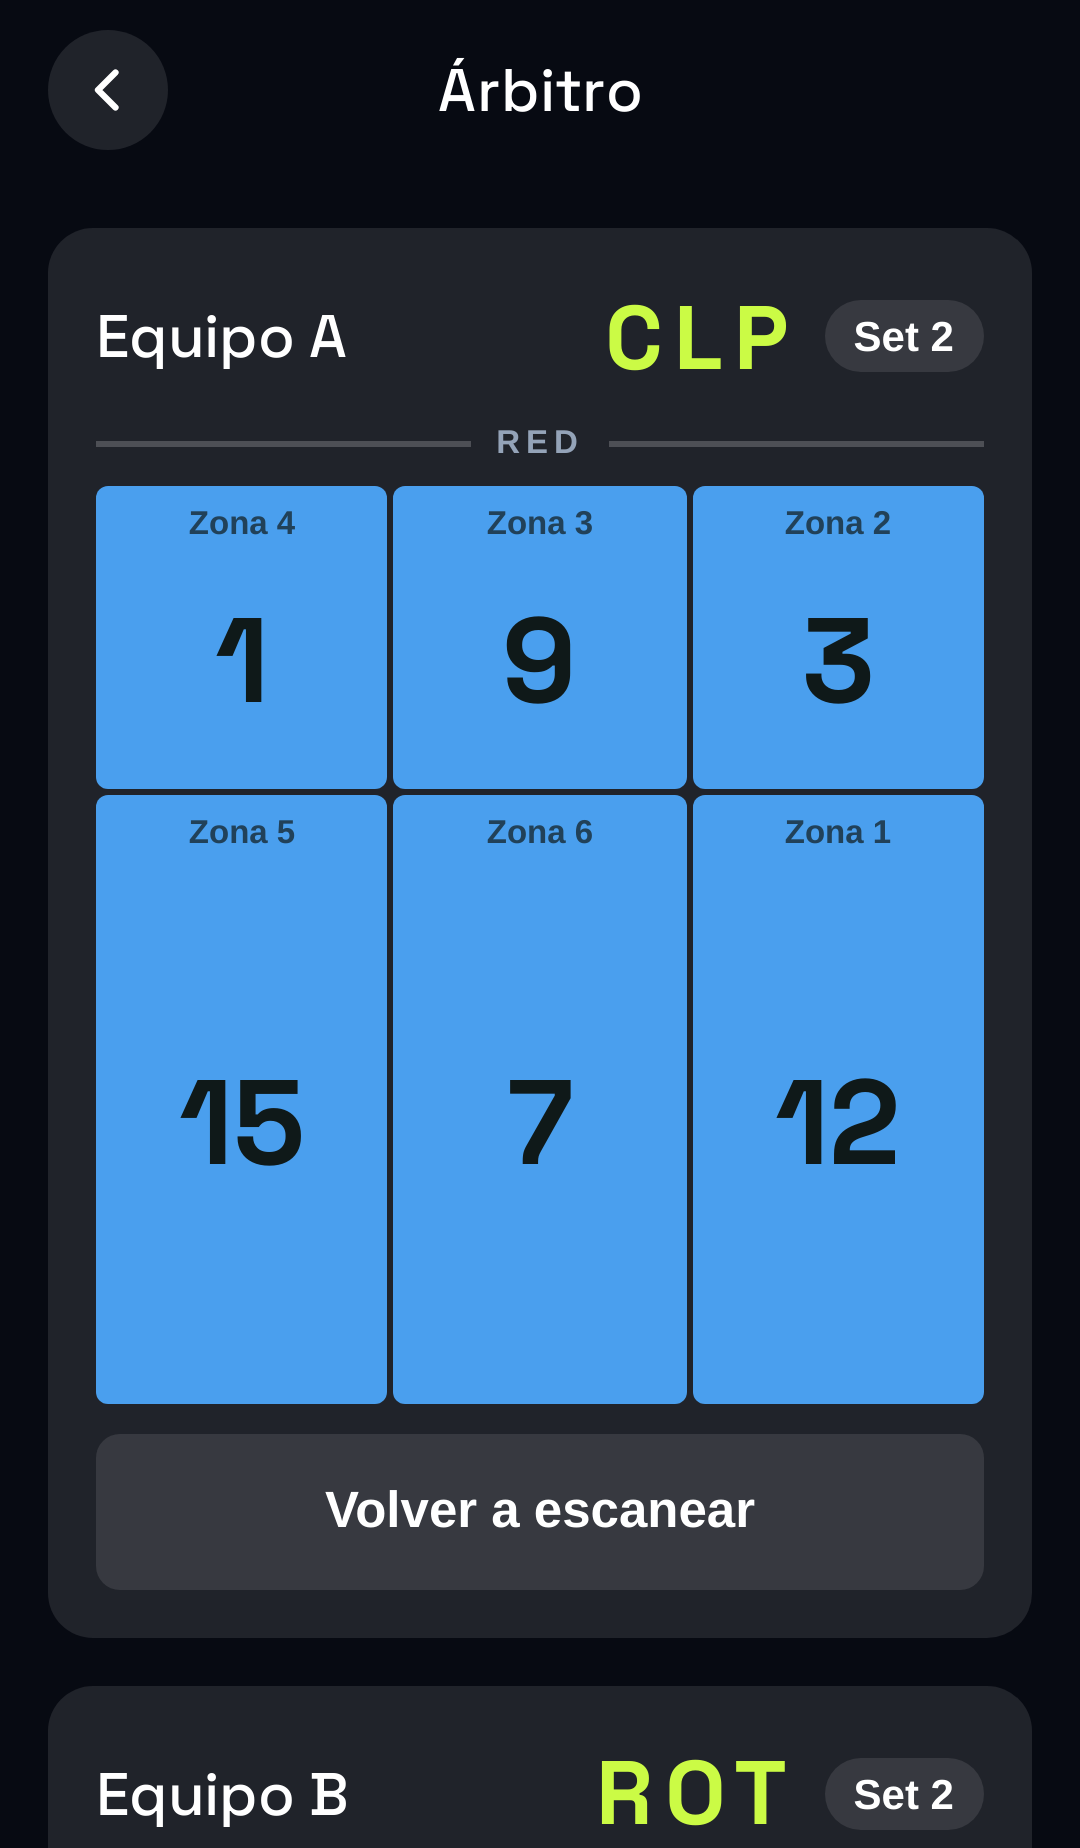 Árbitro
Equipo A CLP Set 2
RED
Zona 4 Zona 3 Zona 2
1 9 3
Zona 5 Zona 6 Zona 1
15 7 12
Volver a escanear
Equipo B ROT Set 2